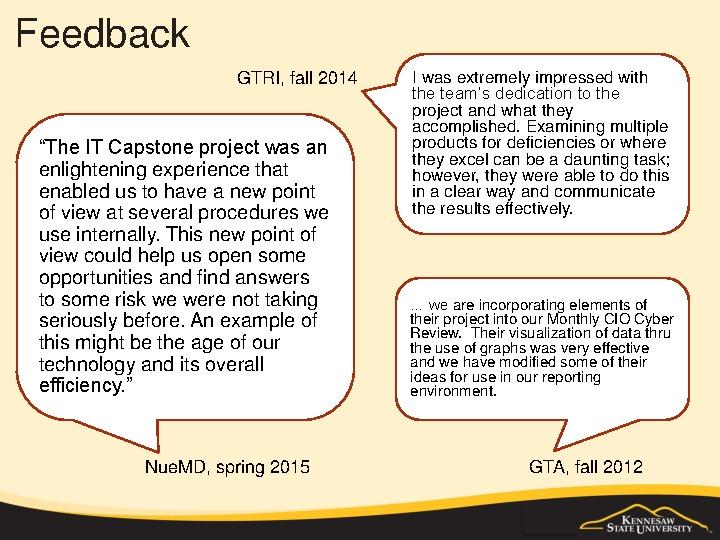 Feedback
GTRI, fall 2014
I was extremely impressed with
the team's dedication to the
project and what they
accomplished. Examining multiple
products for deficiencies or where
they excel can be a daunting task;
however, they were able to do this
in a clear way and communicate
the results effectively.
“The IT Capstone project was an
enlightening experience that
enabled us to have a new point
of view at several procedures we
use internally. This new point of
view could help us open some
opportunities and find answers
to some risk we were not taking
seriously before. An example of
this might be the age of our
technology and its overall
efficiency.”
NueMD, spring 2015
... we are incorporating elements of
their project into our Monthly CIO Cyber
Review.  Their visualization of data thru
the use of graphs was very effective
and we have modified some of their
ideas for use in our reporting
environment.
GTA, fall 2012
KENNESAW
STATE UNIVERSITY